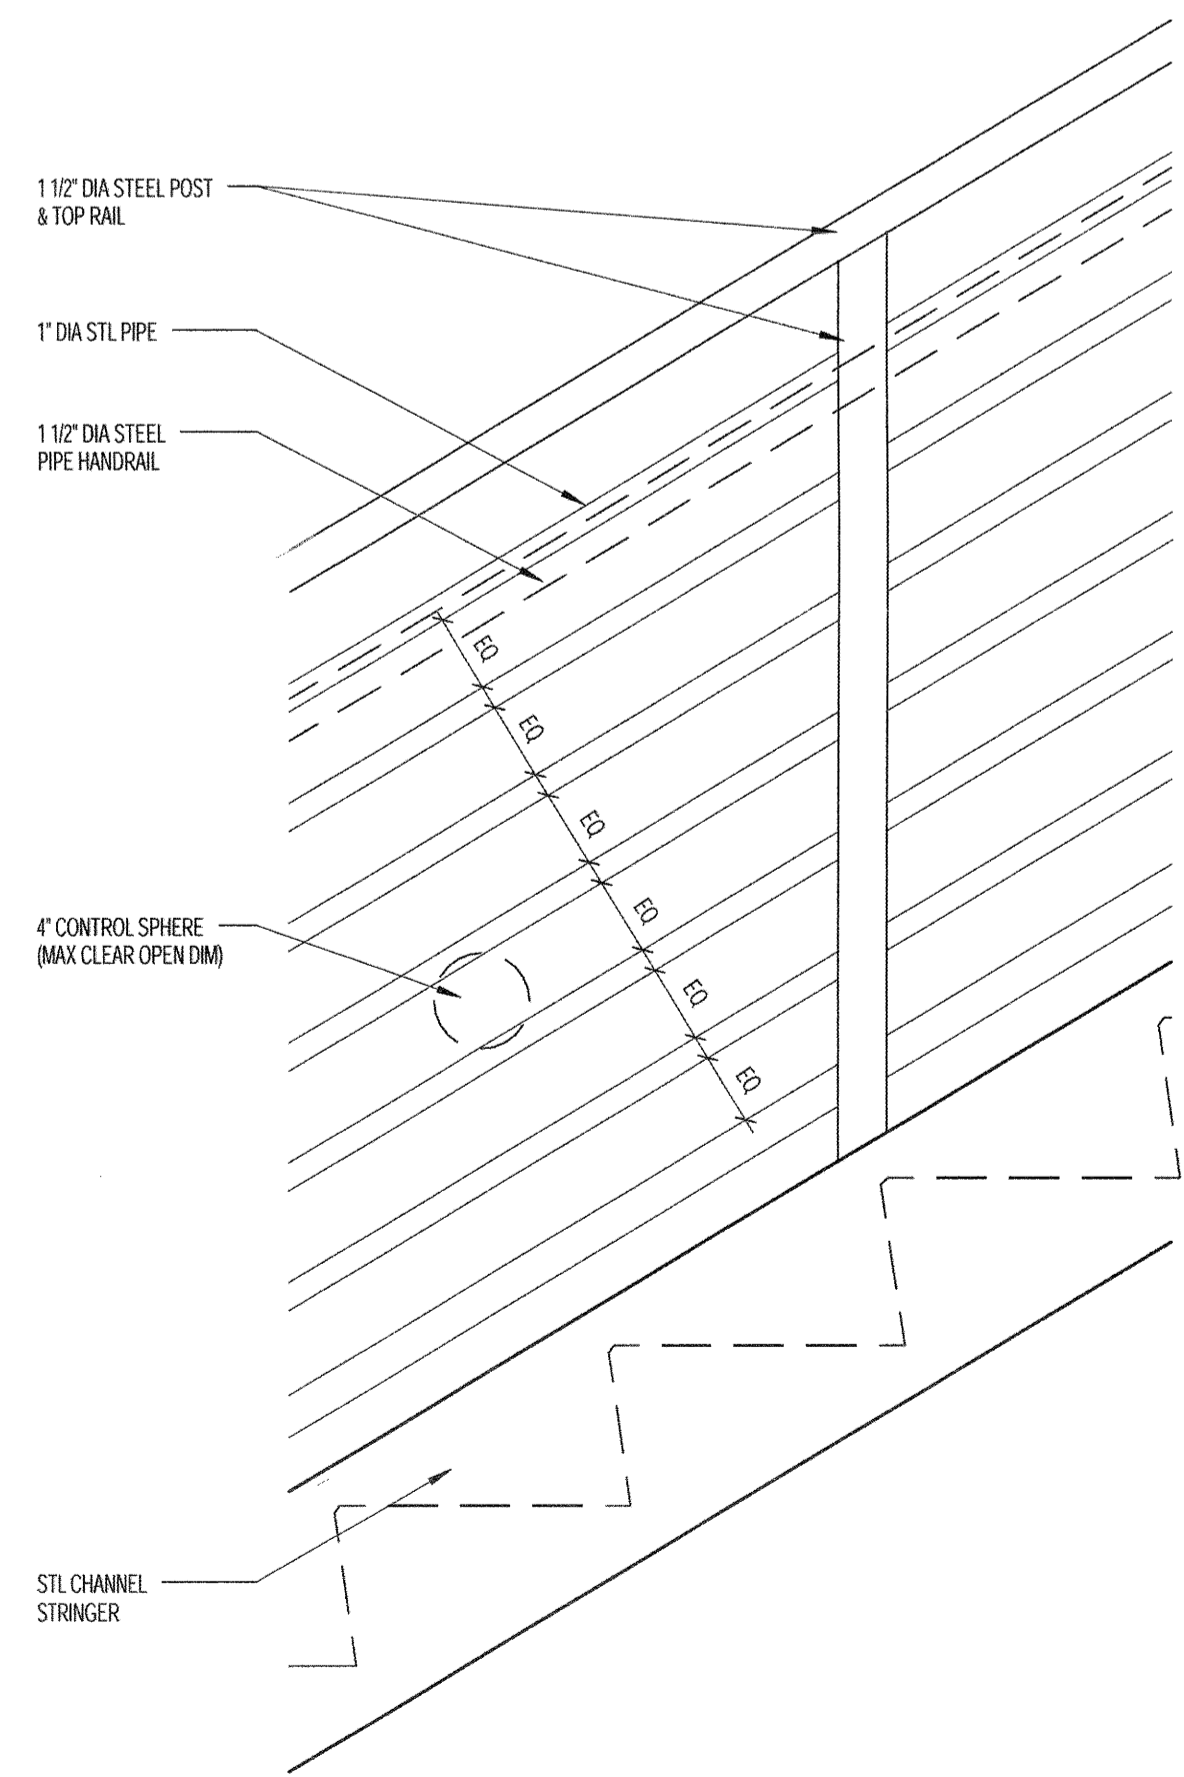 1 1/2" DIA STEEL POST
& TOP RAIL
1" DIA STL PIPE
1 1/2" DIA STEEL
PIPE HANDRAIL
EQ
EQ
EQ
EQ
EQ
EQ
4" CONTROL SPHERE
(MAX CLEAR OPEN DIM)
STL CHANNEL
STRINGER